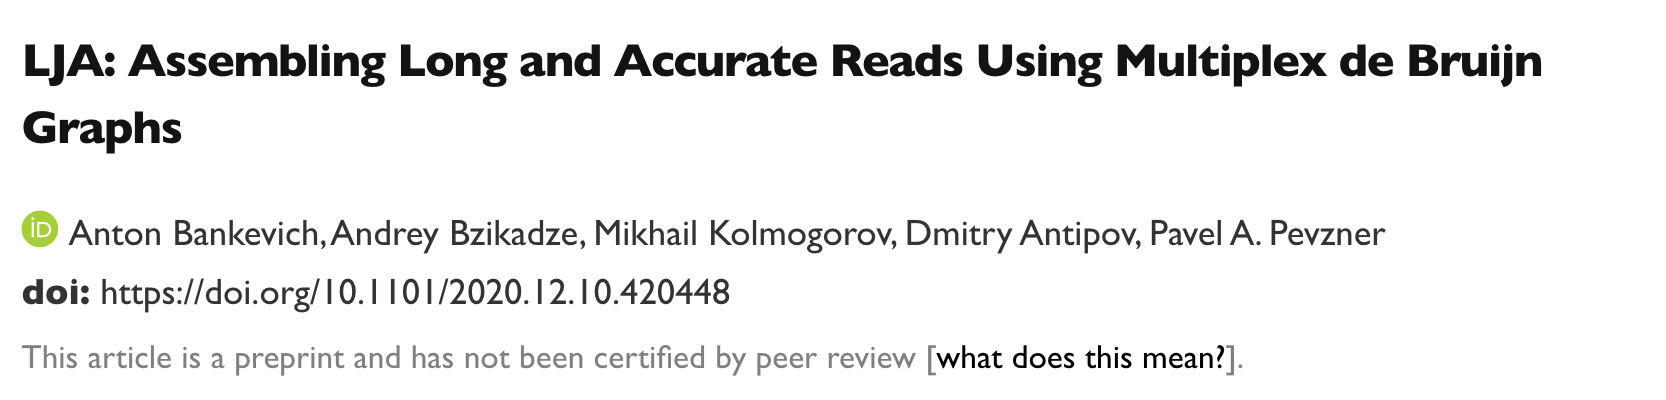 LJA: Assembling Long and Accurate Reads Using Multiplex de Bruijn
Graphs
iD Anton Bankevich, Andrey Bzikadze, Mikhail Kolmogorov, Dmitry Antipov, Pavel A. Pevzner
doi: https://doi.org/10.1101/2020.12.10.420448
This article is a preprint and has not been certified by peer review [what does this mean?].